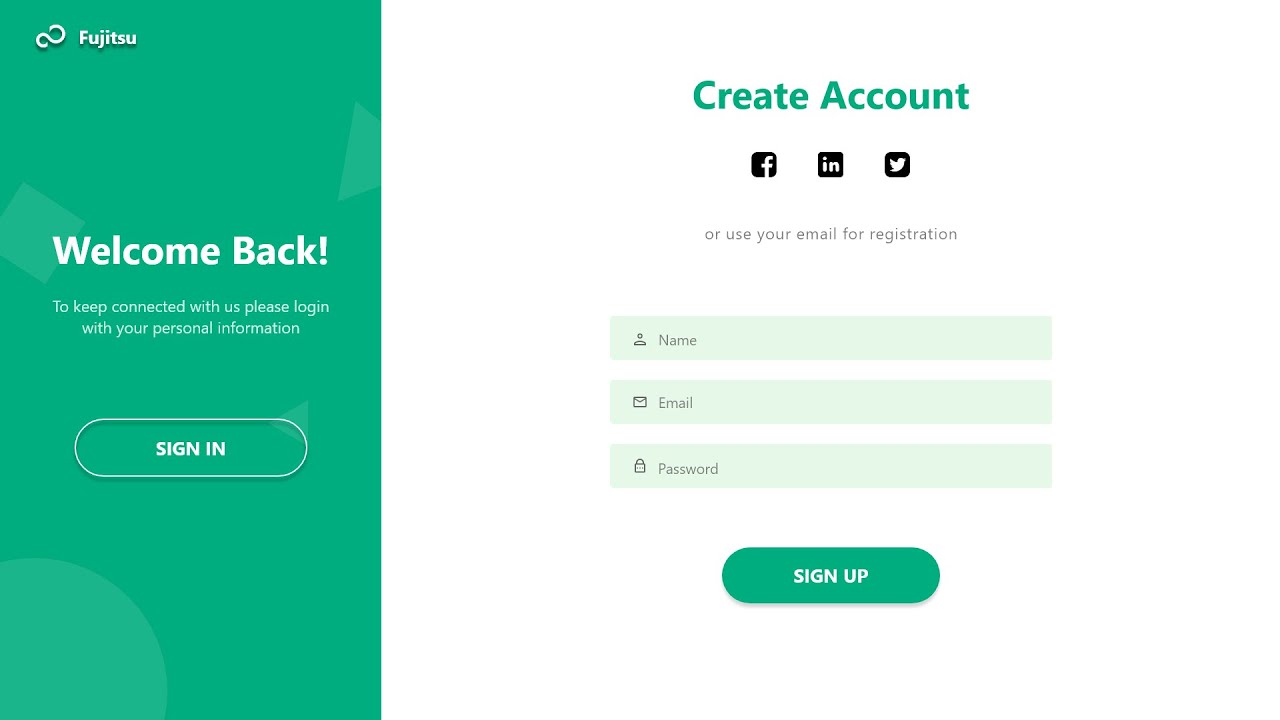 Fujitsu
Welcome Back!
To keep connected with us please login
with your personal information
SIGN IN
Create Account
or use your email for registration
Name
Email
Password
SIGN UP